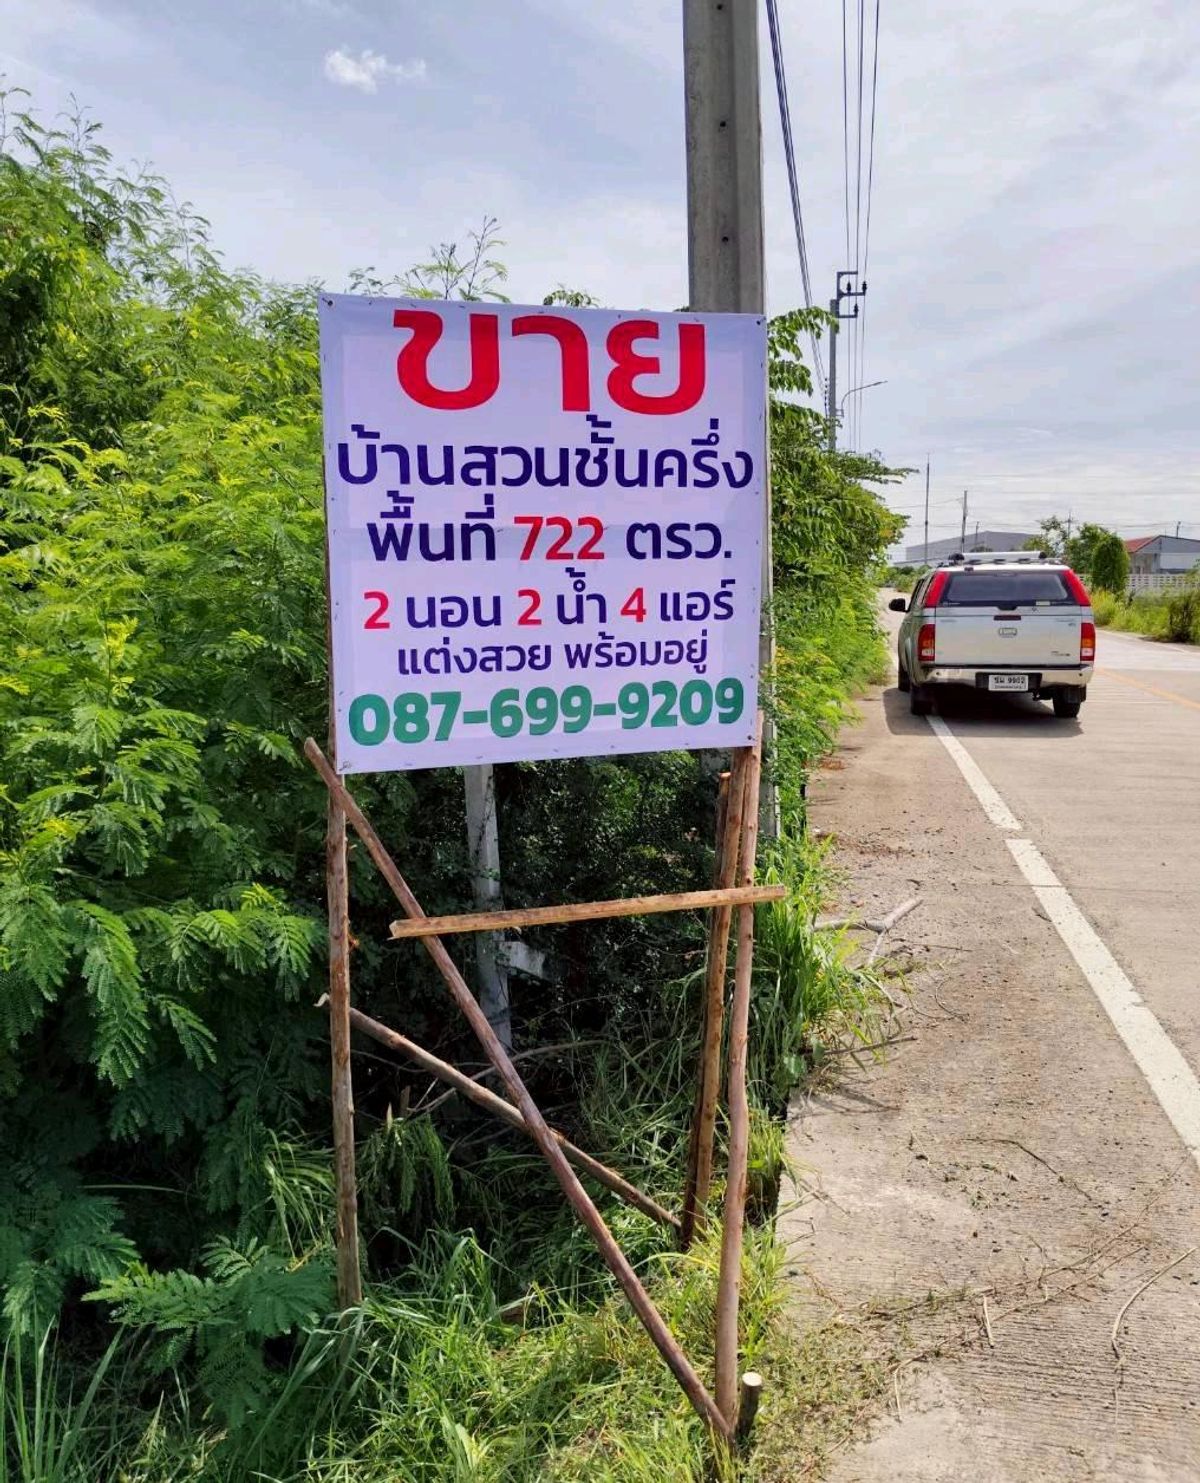 ขาย
บ้านสวนชั้นครึ่ง
พื้นที่ 722 ตรว.
2 นอน 2 น้ำ 4 แอร์
แต่งสวย พร้อมอยู่
087-699-9209